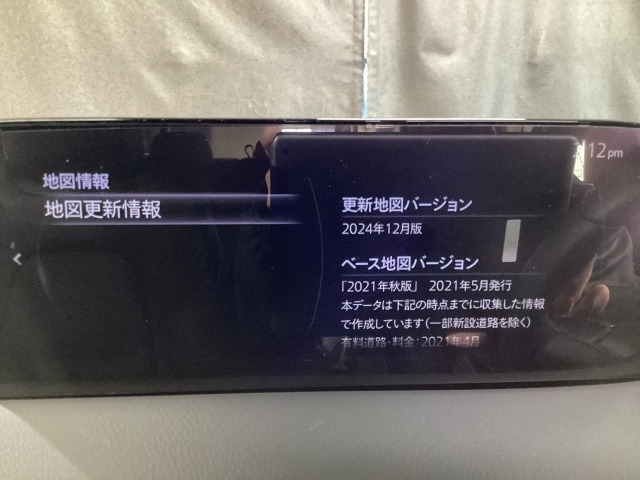 12 pm
地図情報
地図更新情報
更新地図バージョン
2024年12月版
ベース地図バージョン
「2021年秋版」 2021年5月発行
本データは下記の時点までに収集した情報
で作成しています(一部新設道路を除く)
有料道路・料金:2021年4月